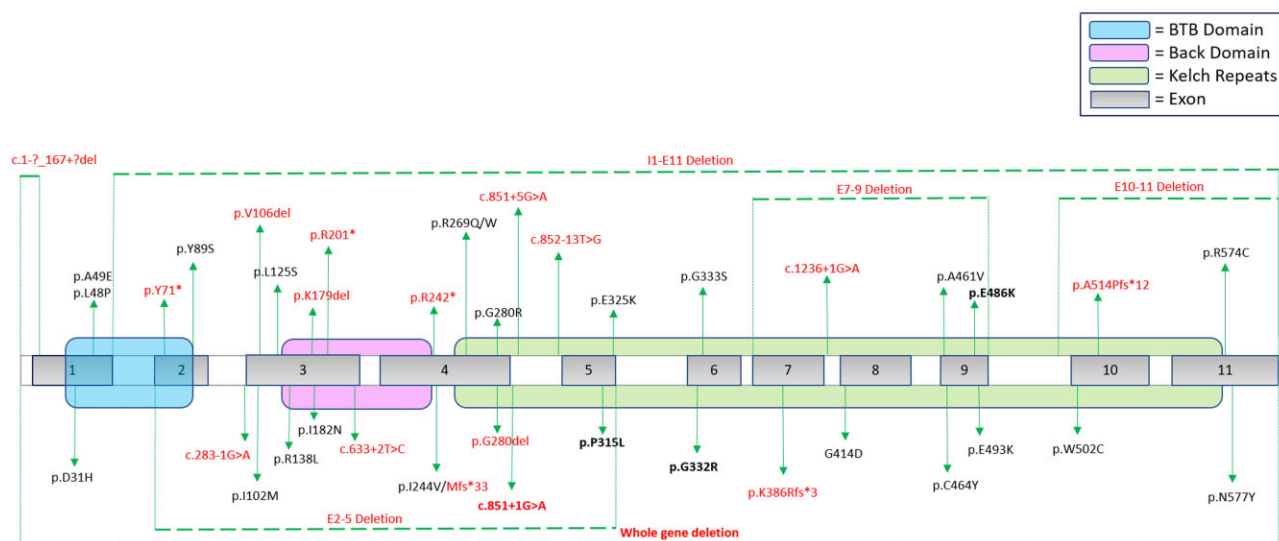 = BTB Domain
= Back Domain
= Kelch Repeats
= Exon
c.1-?_167+?del
I1-E11 Deletion
E7-9 Deletion
E10-11 Deletion
c.851+5G>A
p.V106del
p.R201*
p.R269Q/W
c.852-13T>G
p.Y89S
p.L125S
p.G333S
c.1236+1G>A
p.A461V
p.R574C
p.A49E
p.L48P
p.Y71*
p.K179del
p.R242*
p.G280R
p.E325K
p.E486K
p.A514Pfs*12
1
2
3
4
5
6
7
8
9
10
11
p.D31H
c.283-1G>A
p.I102M
p.R138L
p.I182N
c.633+2T>C
p.I244V/Mfs*33
p.G280del
c.851+1G>A
p.P315L
p.G332R
p.K386Rfs*3
G414D
p.C464Y
p.E493K
p.W502C
p.N577Y
E2-5 Deletion
Whole gene deletion